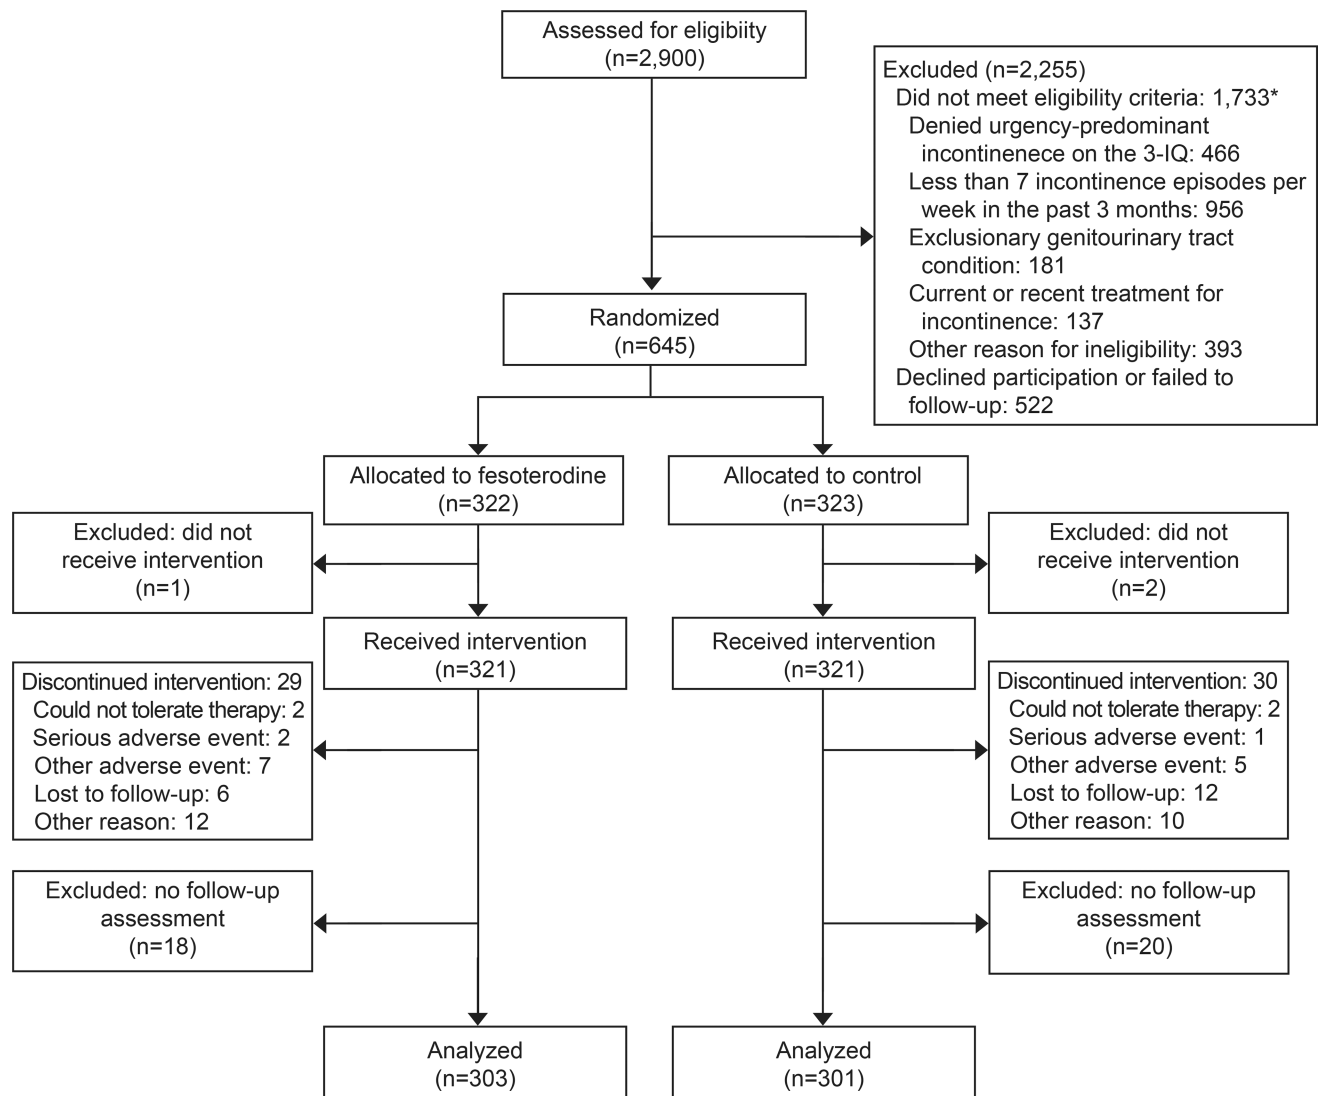 Assessed for eligibiity
(n=2,900)
Excluded (n=2,255)
Did not meet eligibility criteria: 1,733*
Denied urgency-predominant
incontinenece on the 3-IQ: 466
Less than 7 incontinence episodes per
week in the past 3 months: 956
Exclusionary genitourinary tract
condition: 181
Current or recent treatment for
incontinence: 137
Other reason for ineligibility: 393
Declined participation or failed to
follow-up: 522
Randomized
(n=645)
Allocated to fesoterodine
(n=322)
Allocated to control
(n=323)
Excluded: did not
receive intervention
(n=1)
Excluded: did not
receive intervention
(n=2)
Received intervention
(n=321)
Received intervention
(n=321)
Discontinued intervention: 29
Could not tolerate therapy: 2
Serious adverse event: 2
Other adverse event: 7
Lost to follow-up: 6
Other reason: 12
Discontinued intervention: 30
Could not tolerate therapy: 2
Serious adverse event: 1
Other adverse event: 5
Lost to follow-up: 12
Other reason: 10
Excluded: no follow-up
assessment
(n=18)
Excluded: no follow-up
assessment
(n=20)
Analyzed
(n=303)
Analyzed
(n=301)